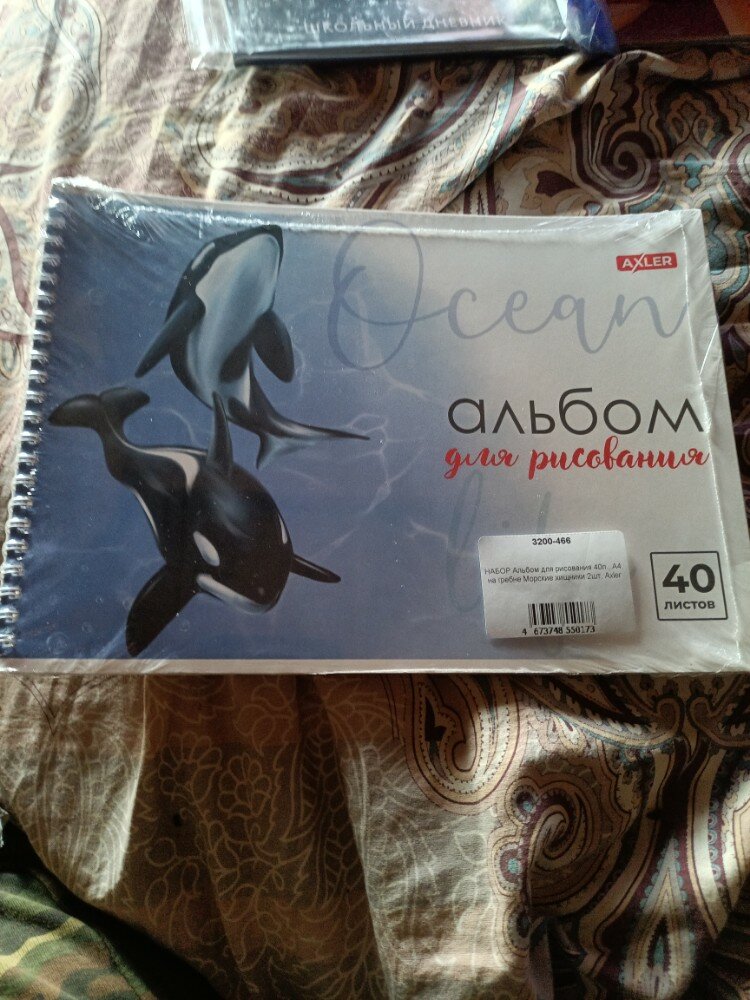 ШКОЛЬНЫЙ ДНЕВНИК
AXLER
Ocean
альбом
для рисования
3200-466
НАБОР Альбом для рисования 40л., А4
на гребне Морские хищники 2шт. Axler
4 673748 550173
40
ЛИСТОВ